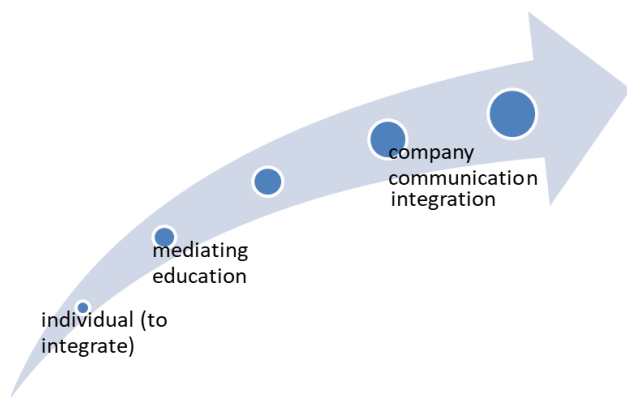 individual (to
integrate)
mediating
education
company
communication
integration